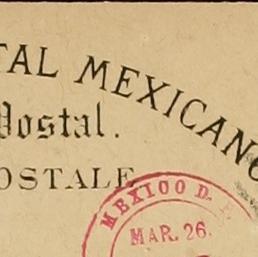 TAL MEXICANO
Postal.
OSTALE
MEXICO D. F.
MAR. 26.